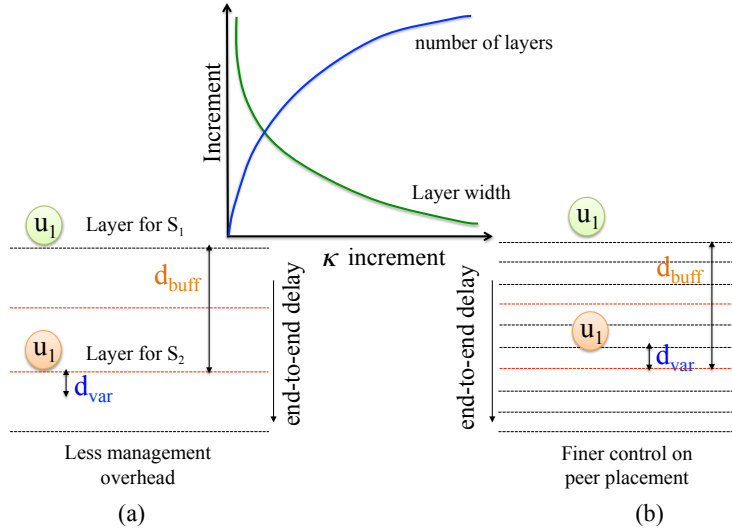 number of layers
Increment
Layer width
κ increment
u1
Layer for S1
dbuff
u1
Layer for S2
dvar
end-to-end delay
Less management
overhead
(a)
u1
dbuff
u1
dvar
end-to-end delay
Finer control on
peer placement
(b)